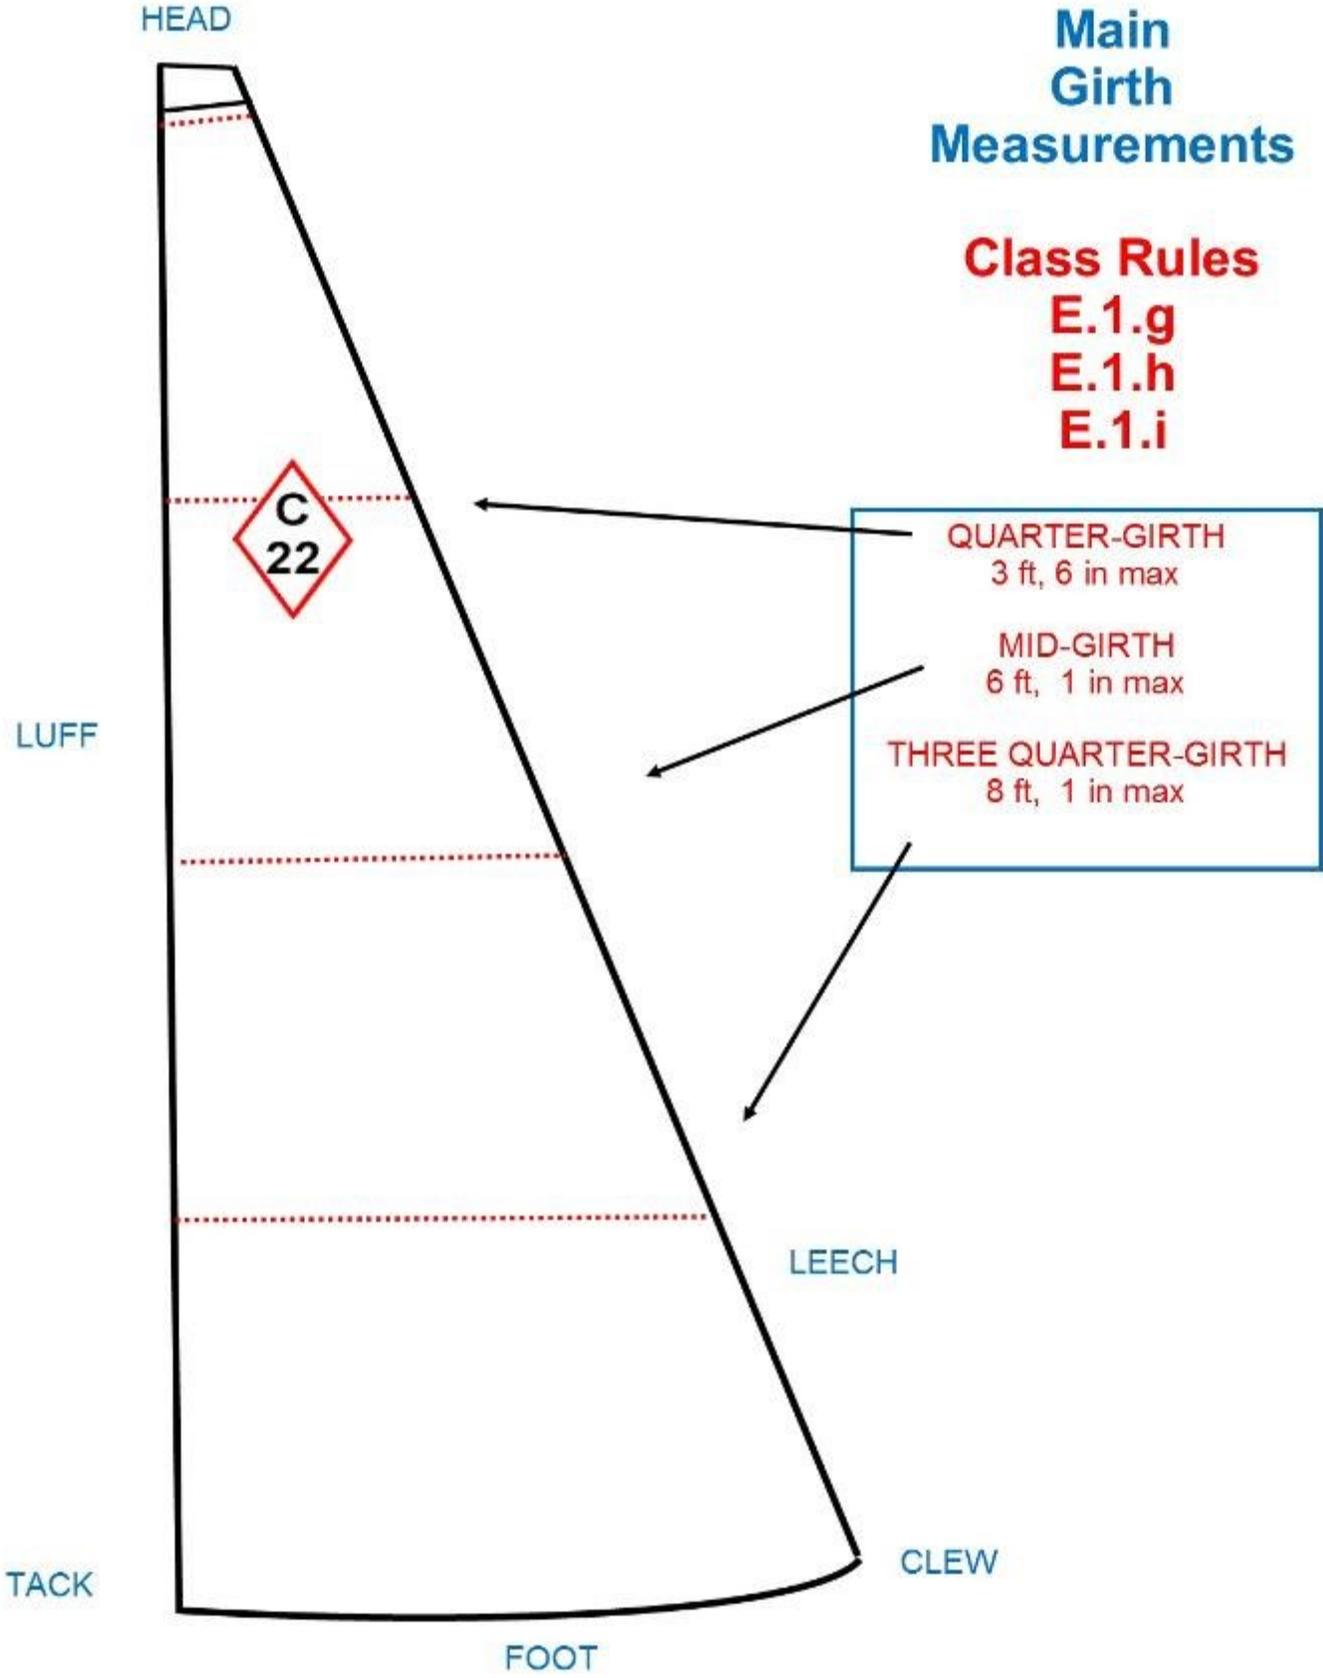 HEAD
Main
Girth
Measurements
Class Rules
E.1.g
E.1.h
E.1.i
C
22
QUARTER-GIRTH
3 ft, 6 in max
MID-GIRTH
6 ft, 1 in max
THREE QUARTER-GIRTH
8 ft, 1 in max
LUFF
LEECH
TACK
CLEW
FOOT